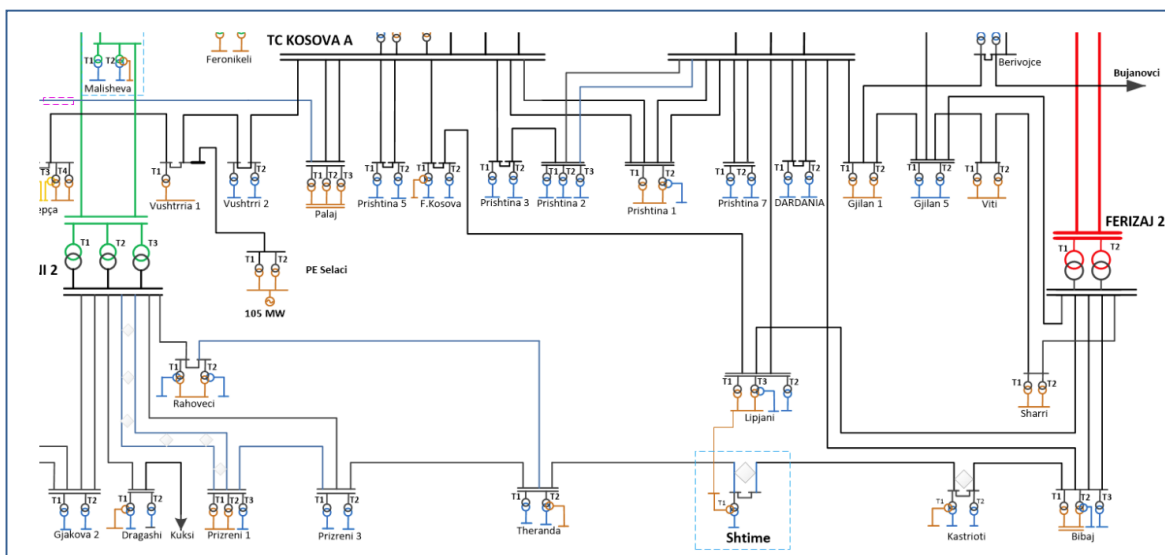 TC KOSOVA A
Feronikeli
T1 T2
Malisheva
Berivojce
Bujanovci
T3 T4
epça
T1
Vushtrria 1
T2
Vushtrri 2
T1 T2 T3
Palaj
T1 T2
Prishtina 5
T1 T2
F.Kosova
T1 T2
Prishtina 3
T1 T2 T3
Prishtina 2
T1 T2
Prishtina 1
T1 T2
Prishtina 7
T1 T2
DARDANIA
T1 T2
Gjilan 1
T1 T2
Gjilan 5
T1 T2
Viti
FERIZAJ 2
T1 T2
T1 T2 T3
JI 2
T1 T2
PE Selaci
105 MW
T1 T2
Rahoveci
T1 T3 T2
Lipjani
T1 T2
Sharri
T1 T2
Gjakova 2
T1 T2
Dragashi
Kuksi
T1 T2 T3
Prizreni 1
T1 T2
Prizreni 3
T1 T2
Theranda
T1
Shtime
T1 T2
Kastrioti
T1 T2 T3
Bibaj